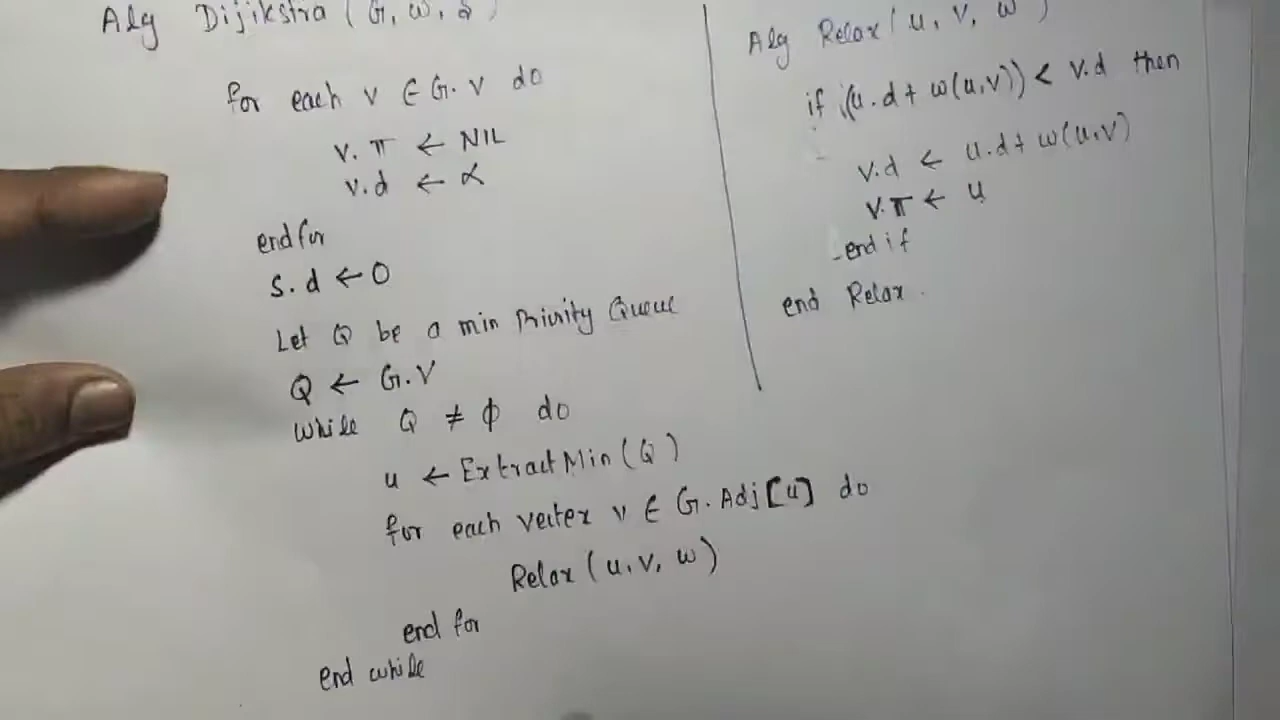 Alg Dijikstra (G, w, s)
for each v ∈ G.V do
v.π ← NIL
v.d ← ∝
endfor
s.d ← 0
Let Q be a min Priority Queue
Q ← G.V
while Q ≠ ϕ do
u ← ExtractMin(Q)
for each vertex v ∈ G.Adj[u] do
Relax (u,v,w)
end for
end while
Alg Relax(u,v,w)
if (u.d + w(u,v)) < v.d then
v.d ← u.d + w(u,v)
v.π ← u
end if
end Relax.